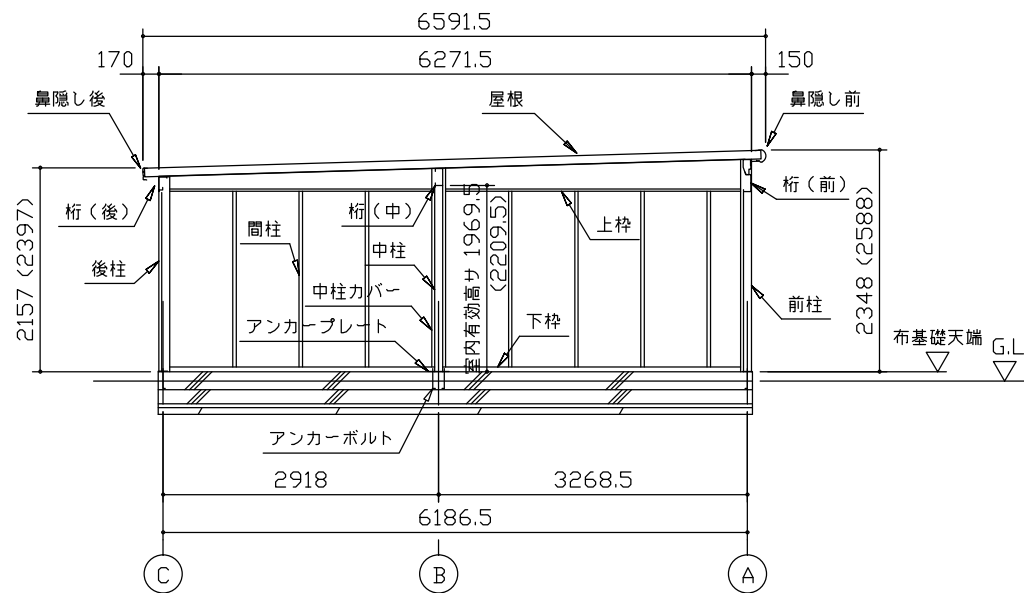 6591.5
170
6271.5
150
鼻隠し後
屋根
鼻隠し前
桁（後）
桁（中）
桁（前）
間柱
中柱
上枠
後柱
中柱カバー
前柱
アンカープレート
下枠
2157 (2397)
室内有効高サ 1969.5
(2209.5)
2348 (2588)
布基礎天端
G.L
アンカーボルト
2918
3268.5
6186.5
C
B
A